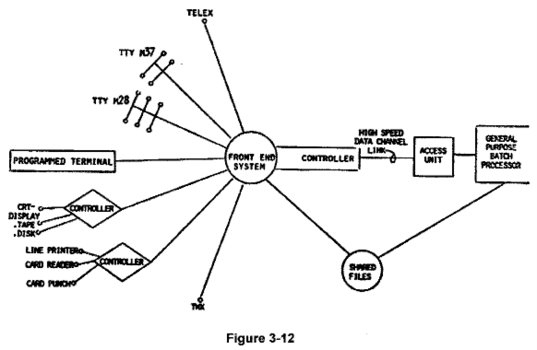 TELEX
TTY M37
TTY M28
PROGRAMMED TERMINAL
FRONT END
SYSTEM
CONTROLLER
HIGH SPEED
DATA CHANNEL
LINK
ACCESS
UNIT
GENERAL
PURPOSE
BATCH
PROCESSOR
CRT-
DISPLAY
.TAPE
.DISK
CONTROLLER
LINE PRINTER
CARD READER
CARD PUNCH
CONTROLLER
TWX
SHARED
FILES
Figure 3-12